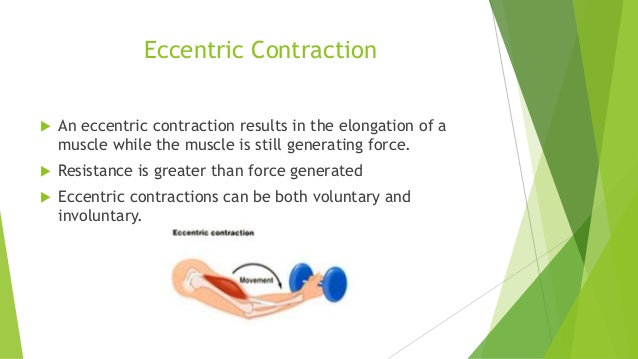 Eccentric Contraction
An eccentric contraction results in the elongation of a
muscle while the muscle is still generating force.
Resistance is greater than force generated
Eccentric contractions can be both voluntary and
involuntary.
Eccentric contraction
Movement